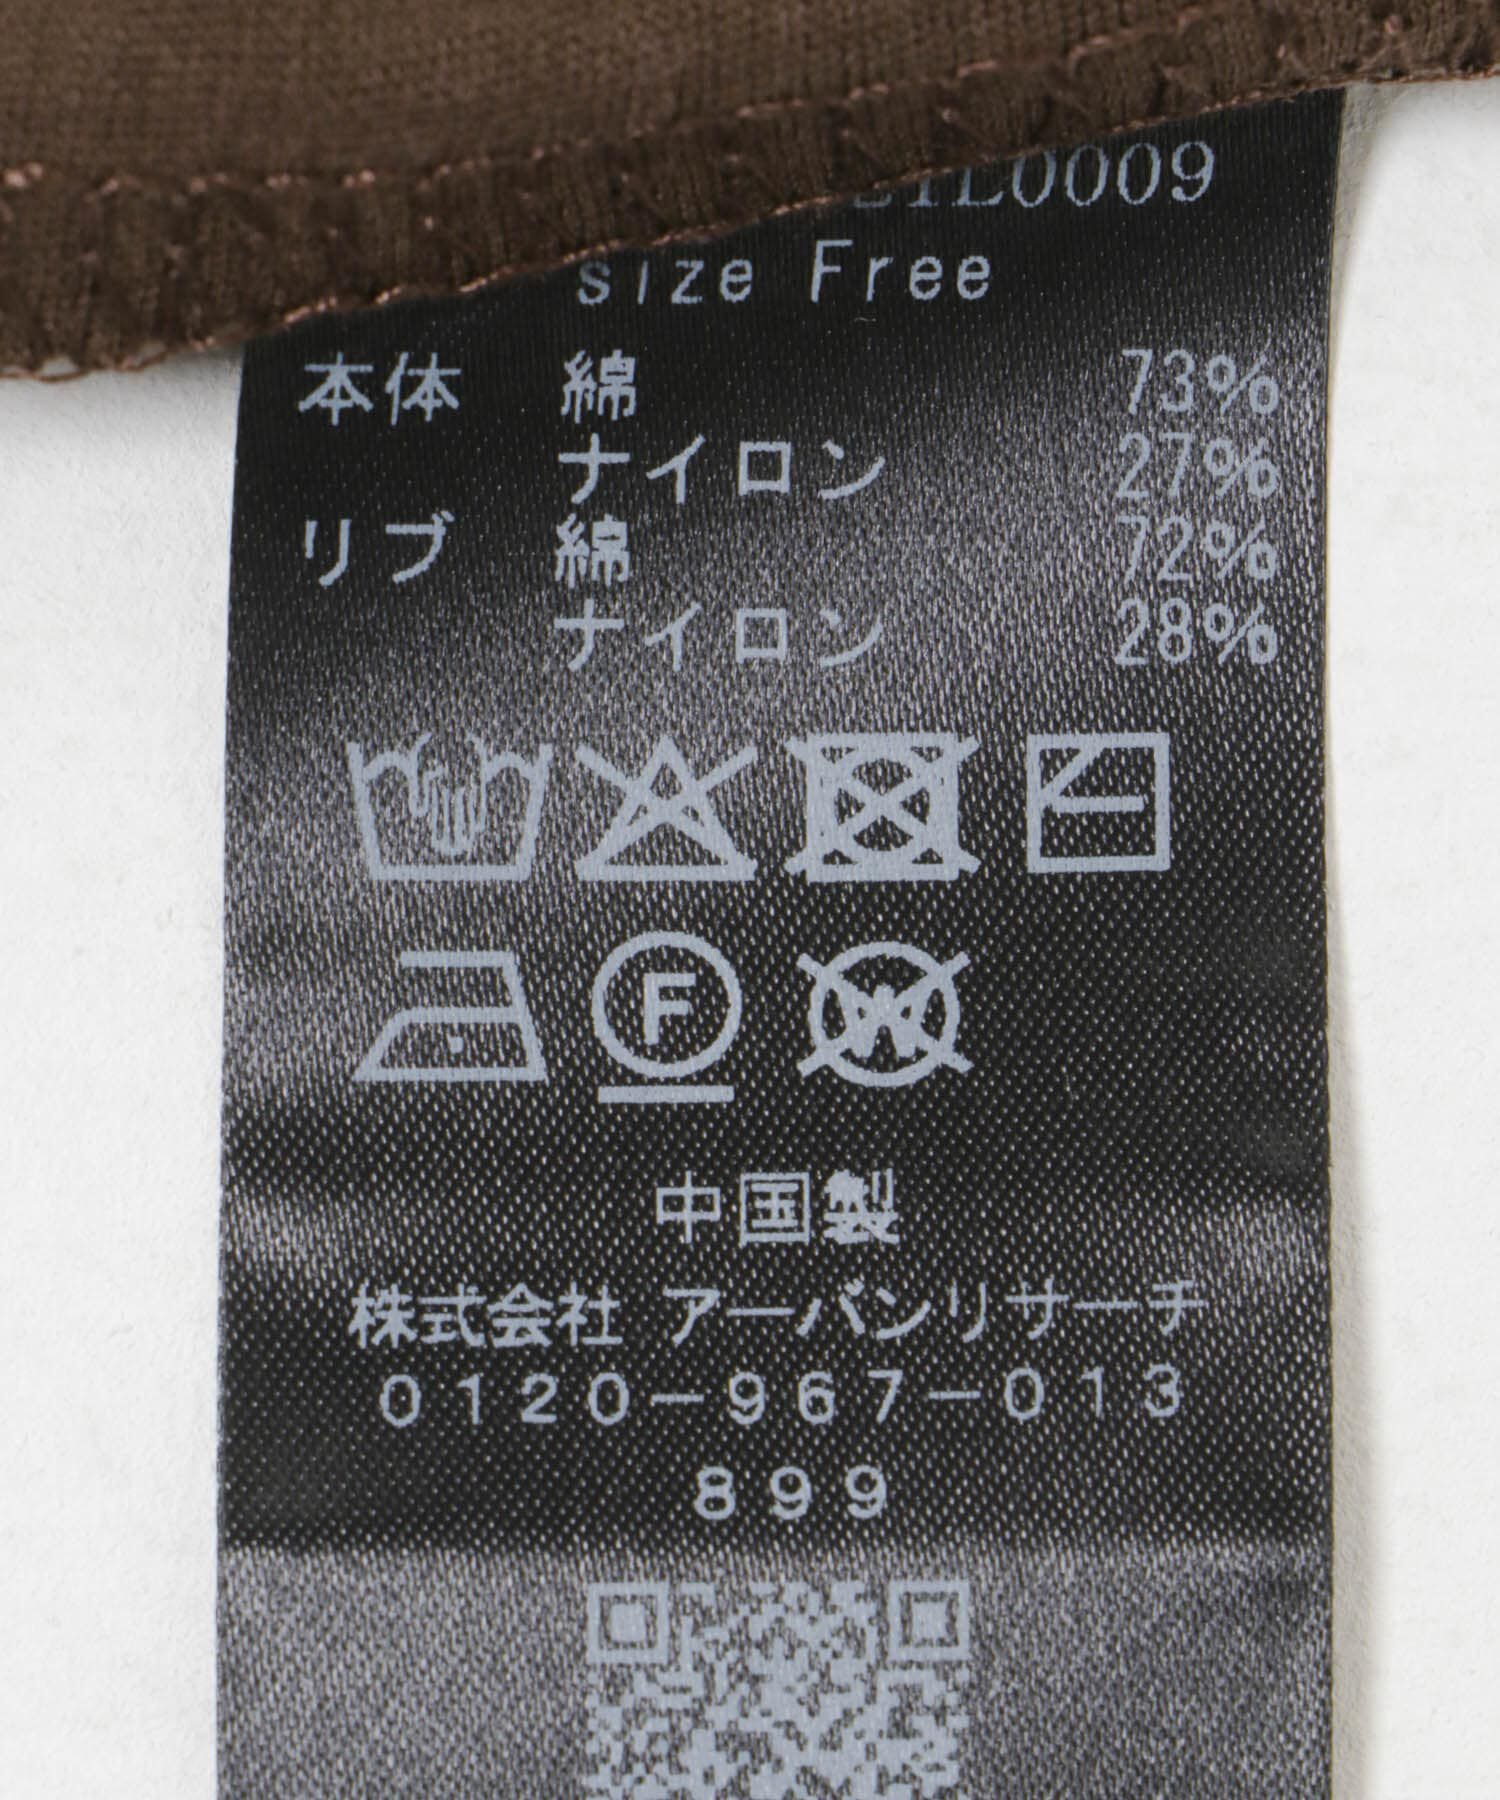 Size Free
本体 綿 73%
ナイロン 27%
リブ 綿 72%
ナイロン 28%
F
W
中国製
株式会社 アーバンリサーチ
0120-967-013
899